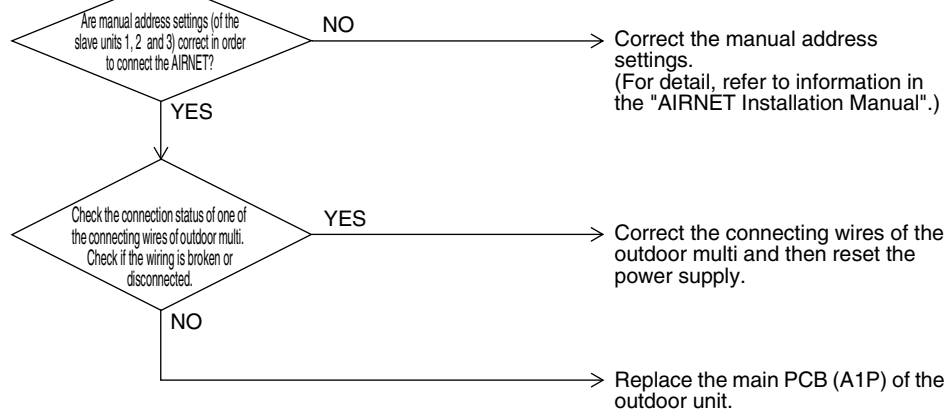 Are manual address settings (of the
slave units 1, 2 and 3) correct in order
to connect the AIRNET?
NO
Correct the manual address
settings.
(For detail, refer to information in
the "AIRNET Installation Manual".)
YES
Check the connection status of one of
the connecting wires of outdoor multi.
Check if the wiring is broken or
disconnected.
YES
Correct the connecting wires of the
outdoor multi and then reset the
power supply.
NO
Replace the main PCB (A1P) of the
outdoor unit.